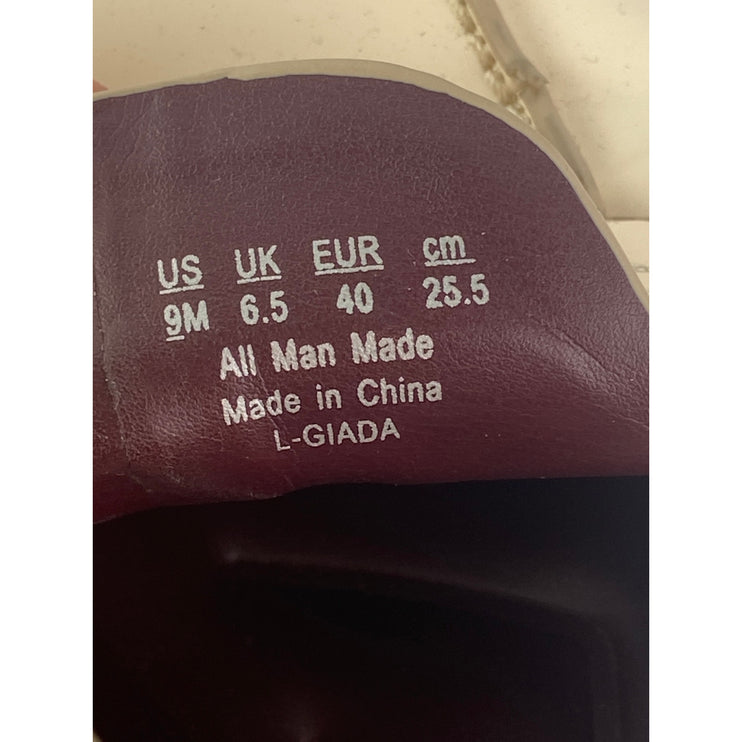 US UK EUR cm
9M 6.5 40 25.5
All Man Made
Made in China
L-GIADA